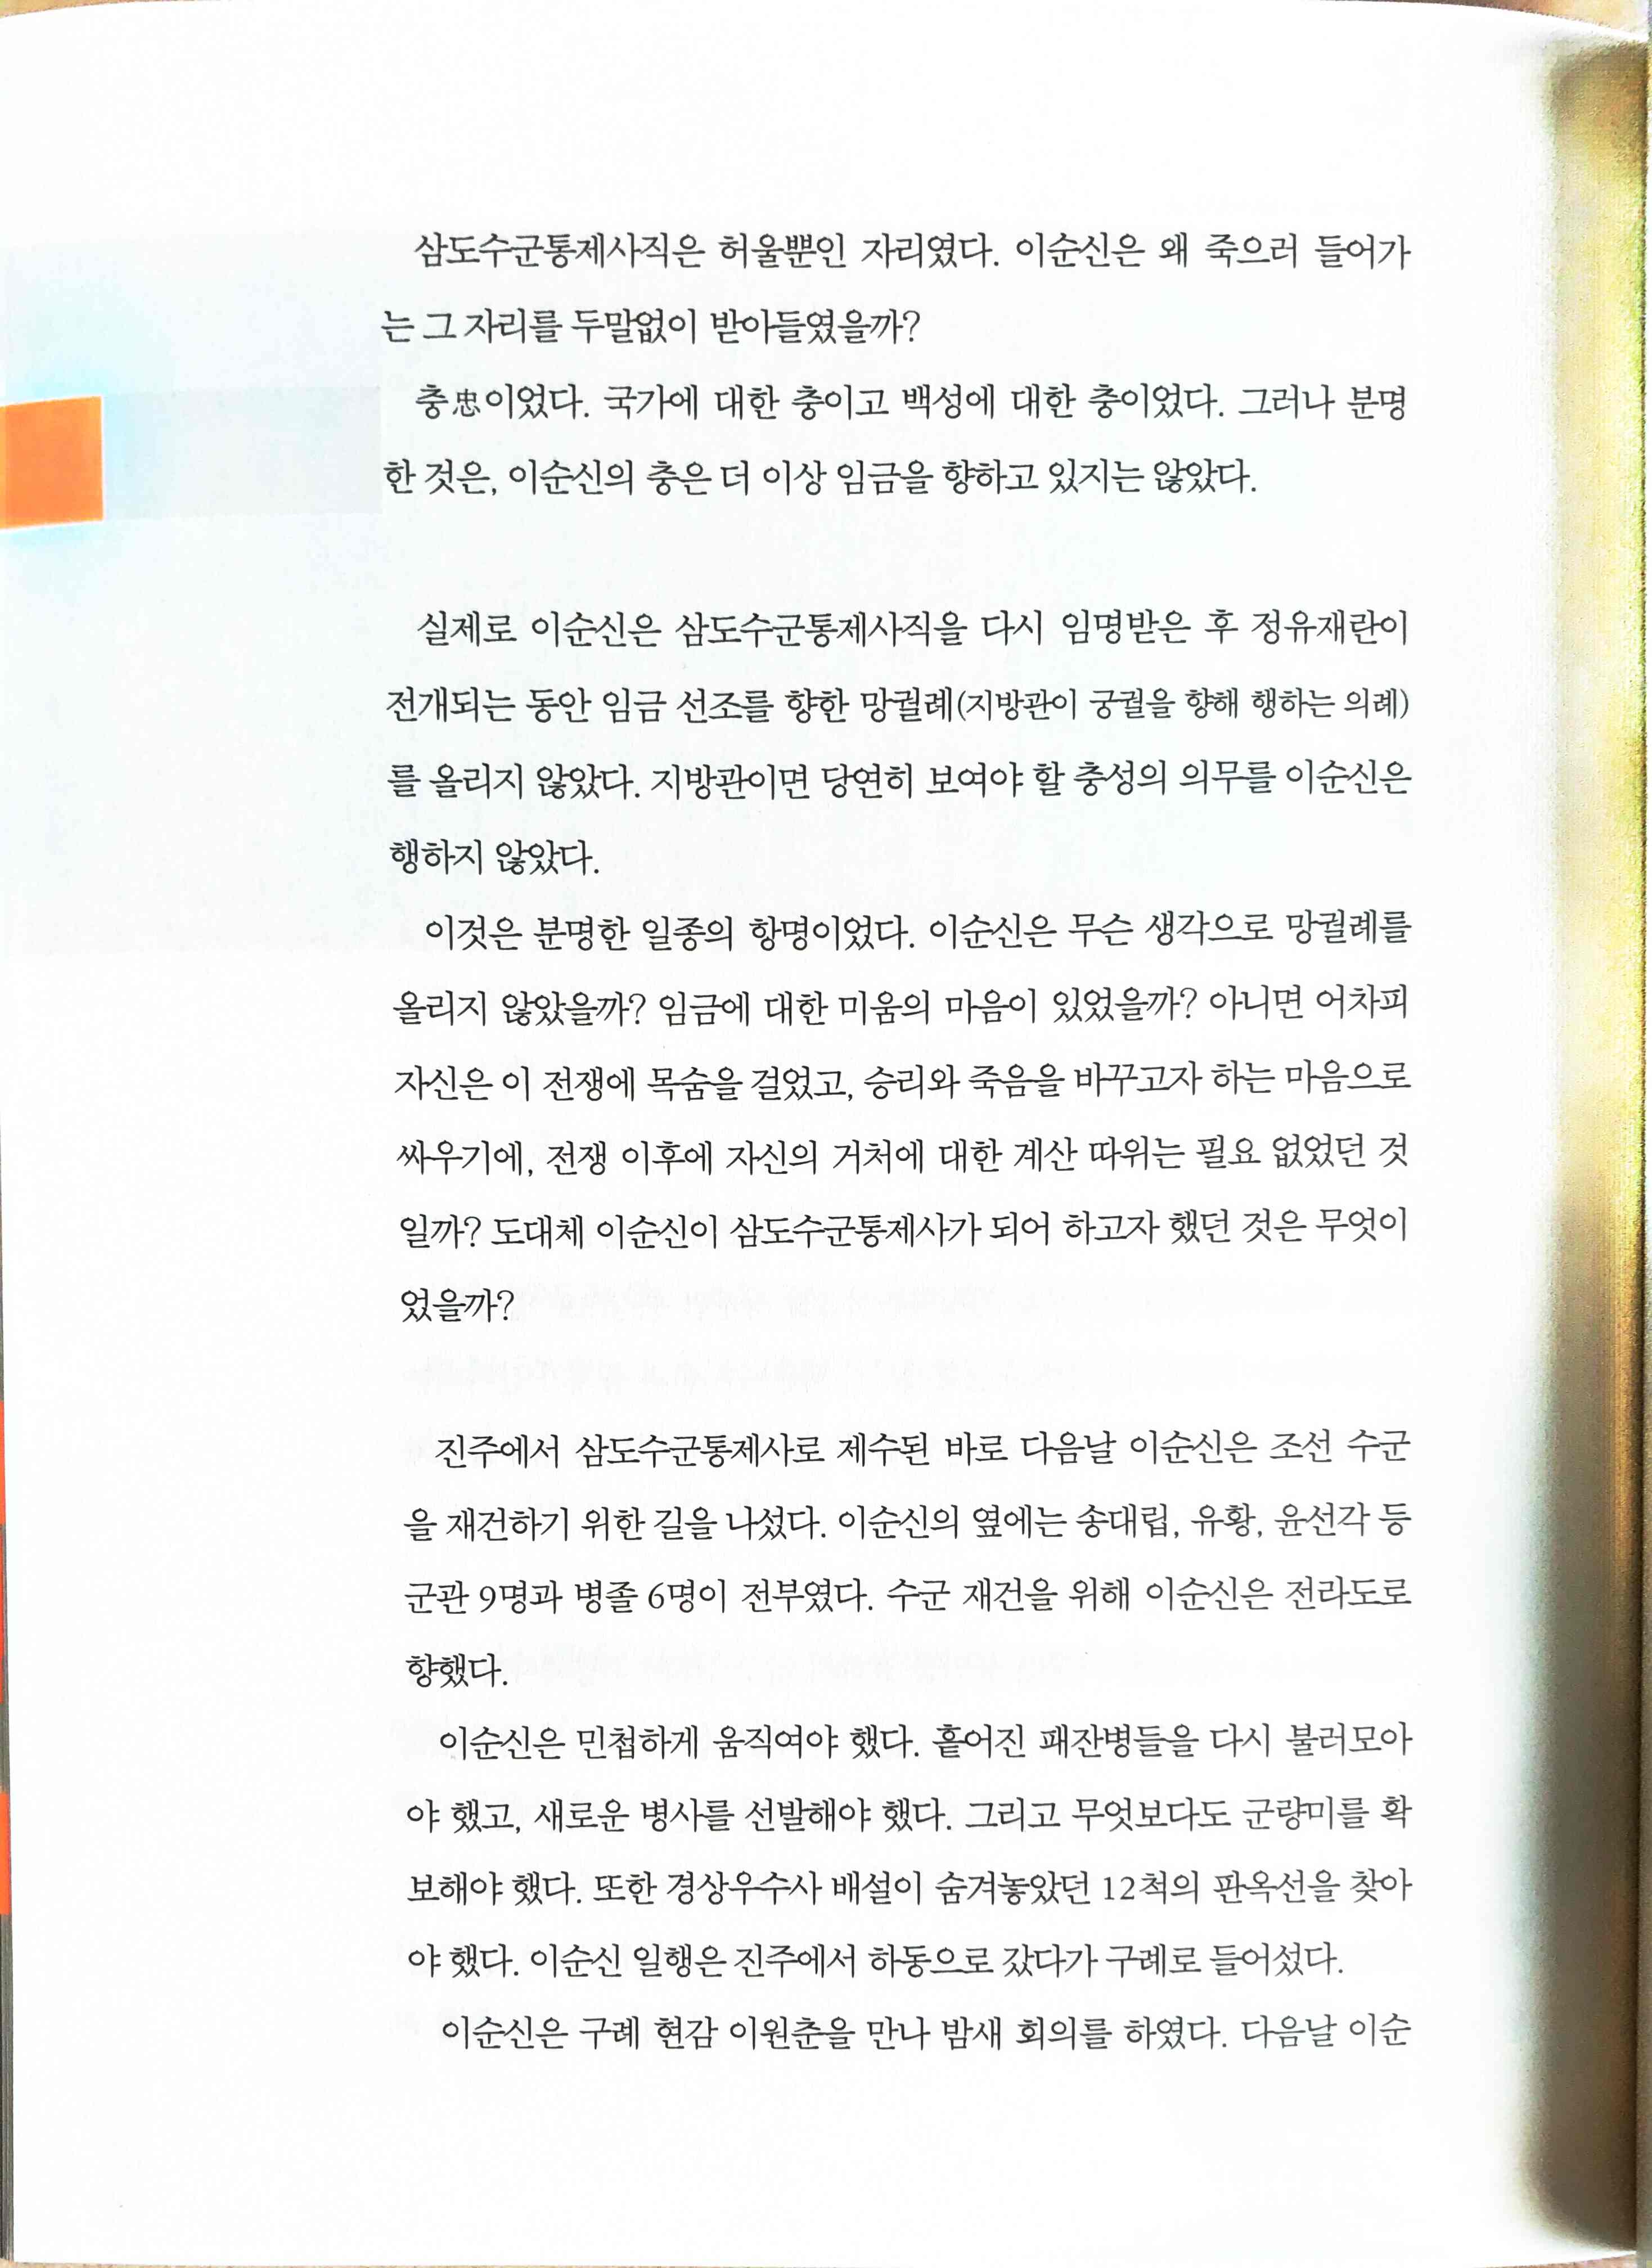 삼도수군통제사직은 허울뿐인 자리였다. 이순신은 왜 죽으러 들어가
는 그 자리를 두말없이 받아들였을까?
충忠이었다. 국가에 대한 충이고 백성에 대한 충이었다. 그러나 분명
한 것은, 이순신의 충은 더 이상 임금을 향하고 있지는 않았다.
실제로 이순신은 삼도수군통제사직을 다시 임명받은 후 정유재란이
전개되는 동안 임금 선조를 향한 망궐례(지방관이 궁궐을 향해 행하는 의례)
를 올리지 않았다. 지방관이면 당연히 보여야 할 충성의 의무를 이순신은
행하지 않았다.
이것은 분명한 일종의 항명이었다. 이순신은 무슨 생각으로 망궐례를
올리지 않았을까? 임금에 대한 미움의 마음이 있었을까? 아니면 어차피
자신은 이 전쟁에 목숨을 걸었고, 승리와 죽음을 바꾸고자 하는 마음으로
싸우기에, 전쟁 이후에 자신의 거처에 대한 계산 따위는 필요 없었던 것
일까? 도대체 이순신이 삼도수군통제사가 되어 하고자 했던 것은 무엇이
었을까?
진주에서 삼도수군통제사로 제수된 바로 다음날 이순신은 조선 수군
을 재건하기 위한 길을 나섰다. 이순신의 옆에는 송대립, 유황, 윤선각 등
군관 9명과 병졸 6명이 전부였다. 수군 재건을 위해 이순신은 전라도로
향했다.
이순신은 민첩하게 움직여야 했다. 흩어진 패잔병들을 다시 불러모아
야 했고, 새로운 병사를 선발해야 했다. 그리고 무엇보다도 군량미를 확
보해야 했다. 또한 경상우수사 배설이 숨겨놓았던 12척의 판옥선을 찾아
야 했다. 이순신 일행은 진주에서 하동으로 갔다가 구례로 들어섰다.
이순신은 구례 현감 이원춘을 만나 밤새 회의를 하였다. 다음날 이순